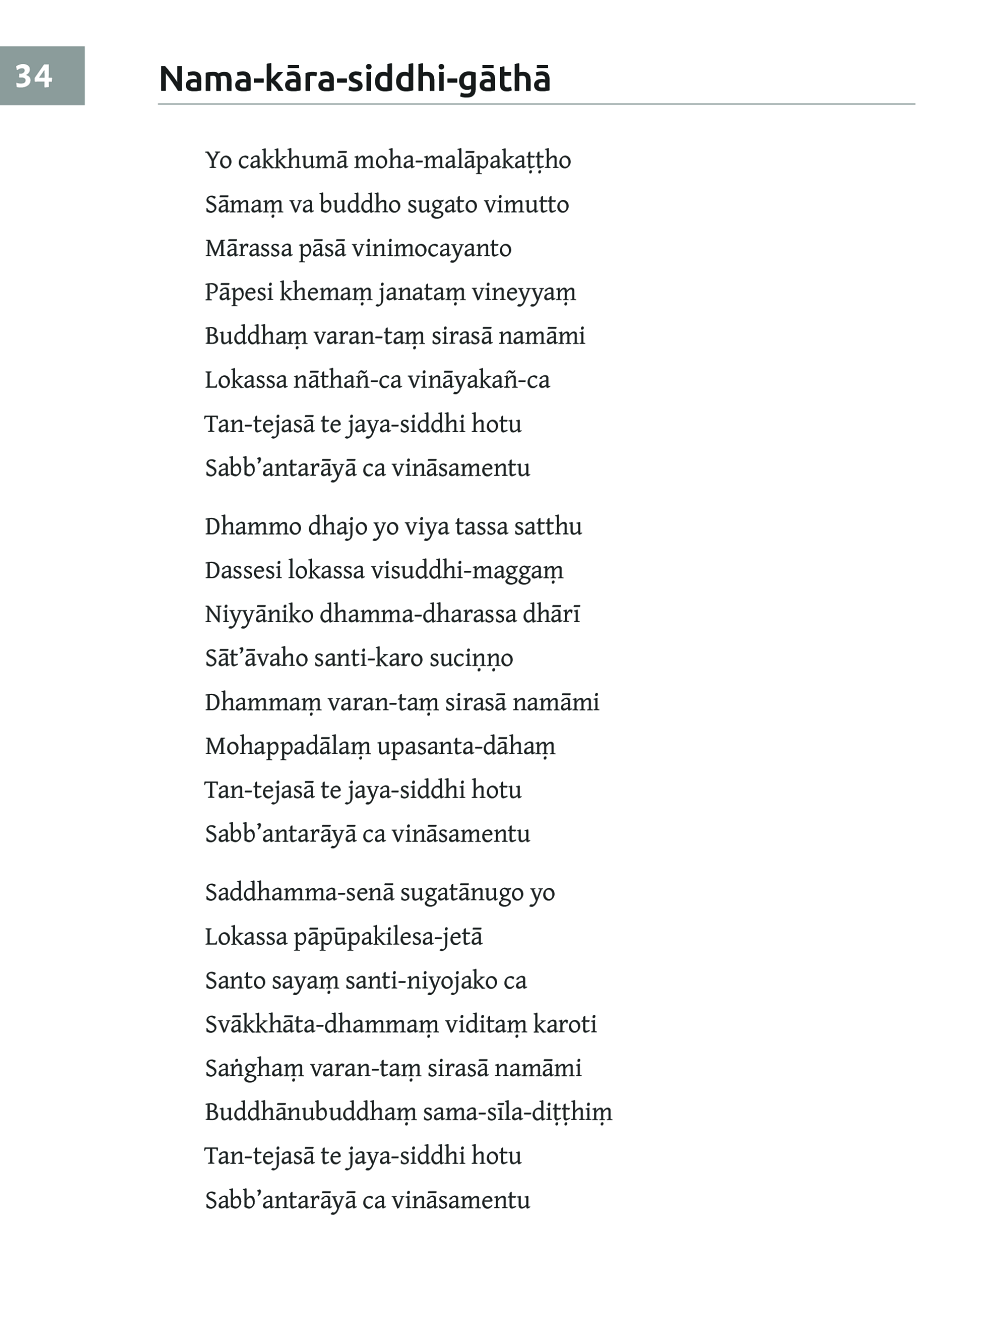 34
Nama-kāra-siddhi-gāthā
Yo cakkhumā moha-malāpakaṭṭho
Sāmaṃ va buddho sugato vimutto
Mārassa pāsā vinimocayanto
Pāpesi khemaṃ janataṃ vineyyaṃ
Buddhaṃ varan-taṃ sirasā namāmi
Lokassa nāthañ-ca vināyakañ-ca
Tan-tejasā te jaya-siddhi hotu
Sabb’antarāyā ca vināsamentu
Dhammo dhajo yo viya tassa satthu
Dassesi lokassa visuddhi-maggaṃ
Niyyāniko dhamma-dharassa dhārī
Sāt’āvaho santi-karo suciṇṇo
Dhammaṃ varan-taṃ sirasā namāmi
Mohappadālaṃ upasanta-dāhaṃ
Tan-tejasā te jaya-siddhi hotu
Sabb’antarāyā ca vināsamentu
Saddhamma-senā sugatānugo yo
Lokassa pāpūpakilesa-jetā
Santo sayaṃ santi-niyojako ca
Svākkhāta-dhammaṃ viditaṃ karoti
Saṅghaṃ varan-taṃ sirasā namāmi
Buddhānubuddhaṃ sama-sīla-diṭṭhiṃ
Tan-tejasā te jaya-siddhi hotu
Sabb’antarāyā ca vināsamentu